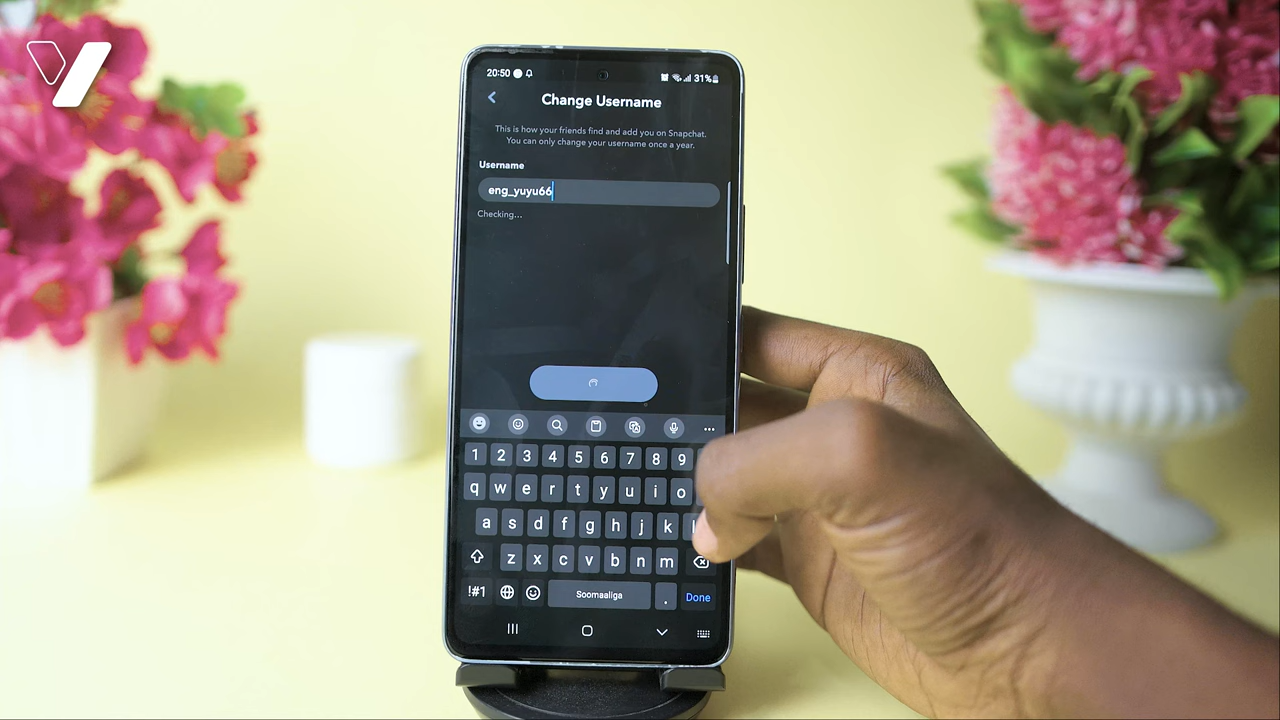 20:50 31%
Change Username
This is how your friends find and add you on Snapchat.
You can only change your username once a year.
Username
eng_yuyu66
Checking...
1 2 3 4 5 6 7 8 9
q w e r t y u i o
a s d f g h j k l
z x c v b n m
!#1 Soomaaliga . Done